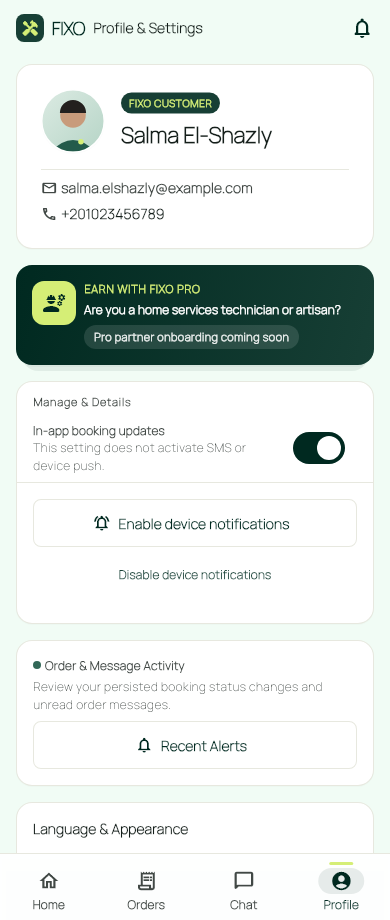 FIXO Profile & Settings
FIXO CUSTOMER
Salma El-Shazly
salma.elshazly@example.com
+201023456789
EARN WITH FIXO PRO
Are you a home services technician or artisan?
Pro partner onboarding coming soon
Manage & Details
In-app booking updates
This setting does not activate SMS or
device push.
Enable device notifications
Disable device notifications
Order & Message Activity
Review your persisted booking status changes and
unread order messages.
Recent Alerts
Language & Appearance
Home Orders Chat Profile